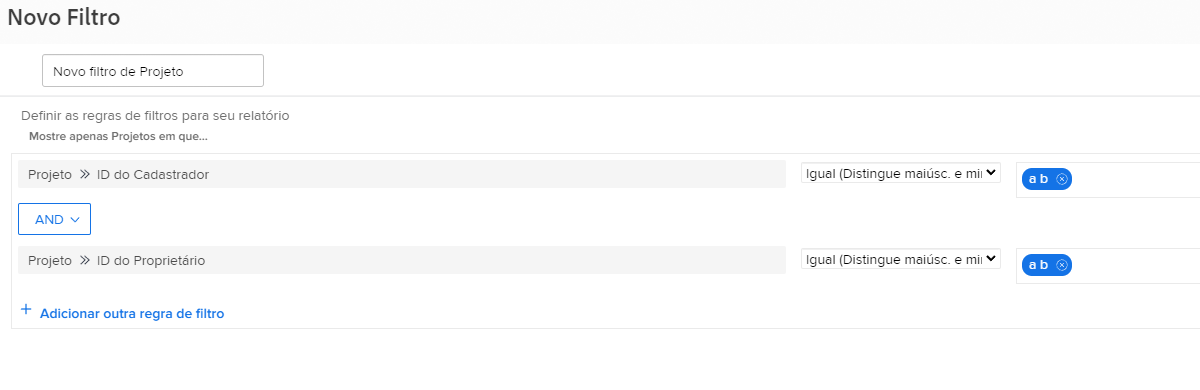 Novo Filtro
Novo filtro de Projeto
Definir as regras de filtros para seu relatório
Mostre apenas Projetos em que...
Projeto » ID do Cadastrador Igual (Distingue maiúsc. e mi a b
AND
Projeto » ID do Proprietário Igual (Distingue maiúsc. e mi a b
+ Adicionar outra regra de filtro